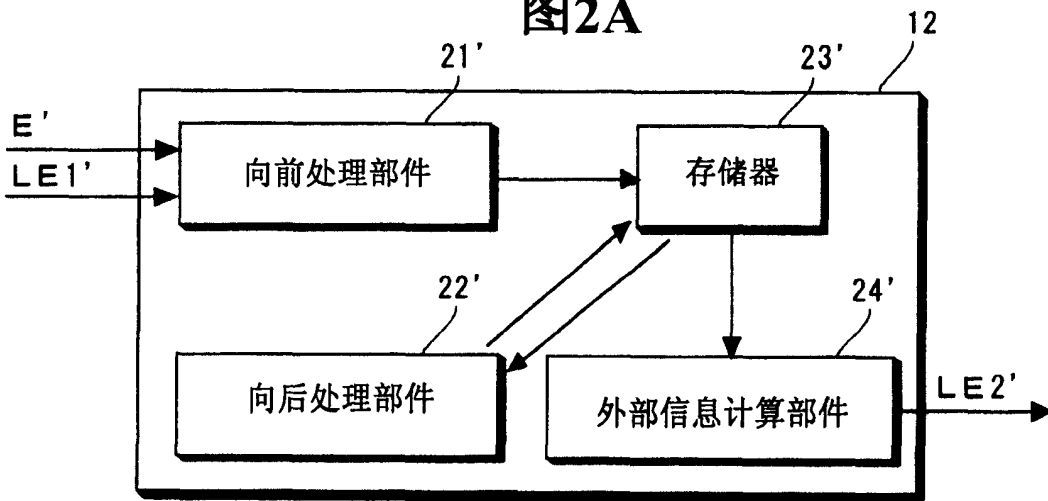 图2A
12
21'
23'
E'
LE1'
向前处理部件
存储器
22'
24'
向后处理部件
外部信息计算部件
LE2'